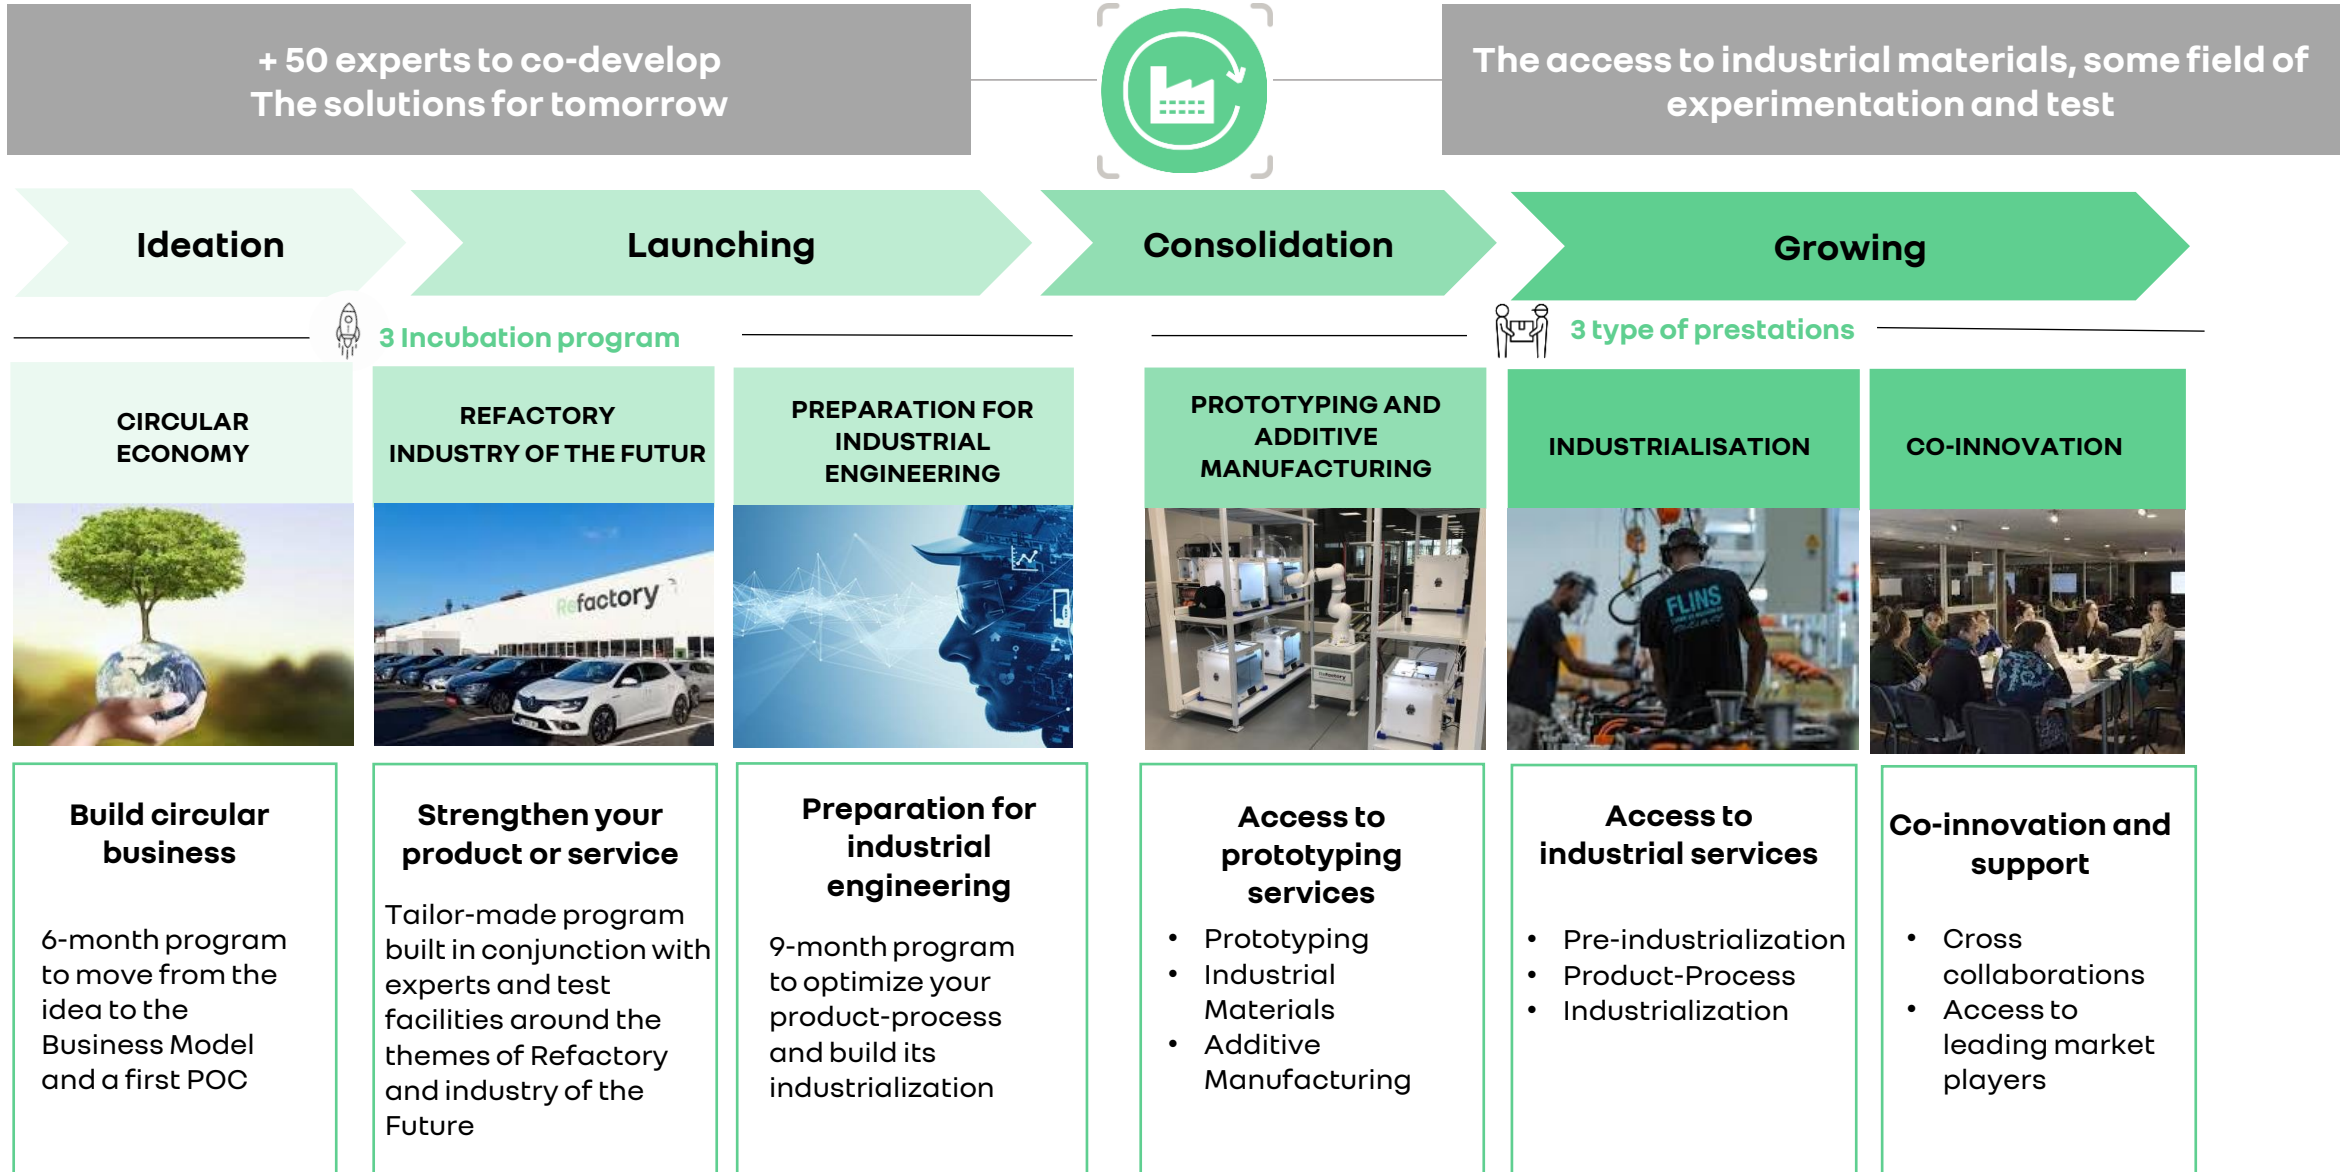 + 50 experts to co-develop
The solutions for tomorrow
The access to industrial materials, some field of
experimentation and test
Ideation
Launching
Consolidation
Growing
3 Incubation program
3 type of prestations
CIRCULAR
ECONOMY
REFACTORY
INDUSTRY OF THE FUTUR
PREPARATION FOR
INDUSTRIAL
ENGINEERING
PROTOTYPING AND
ADDITIVE
MANUFACTURING
INDUSTRIALISATION
CO-INNOVATION
Refactory
Refactory
FLINS
Build circular
business
6-month program
to move from the
idea to the
Business Model
and a first POC
Strengthen your
product or service
Tailor-made program
built in conjunction with
experts and test
facilities around the
themes of Refactory
and industry of the
Future
Preparation for
industrial
engineering
9-month program
to optimize your
product-process
and build its
industrialization
Access to
prototyping
services
• Prototyping
• Industrial
Materials
• Additive
Manufacturing
Access to
industrial services
• Pre-industrialization
• Product-Process
• Industrialization
Co-innovation and
support
• Cross
collaborations
• Access to
leading market
players